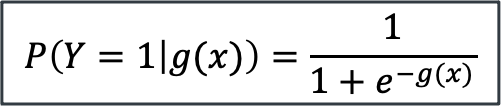 P(Y = 1|g(x)) = 1 / (1 + e^{-g(x)})